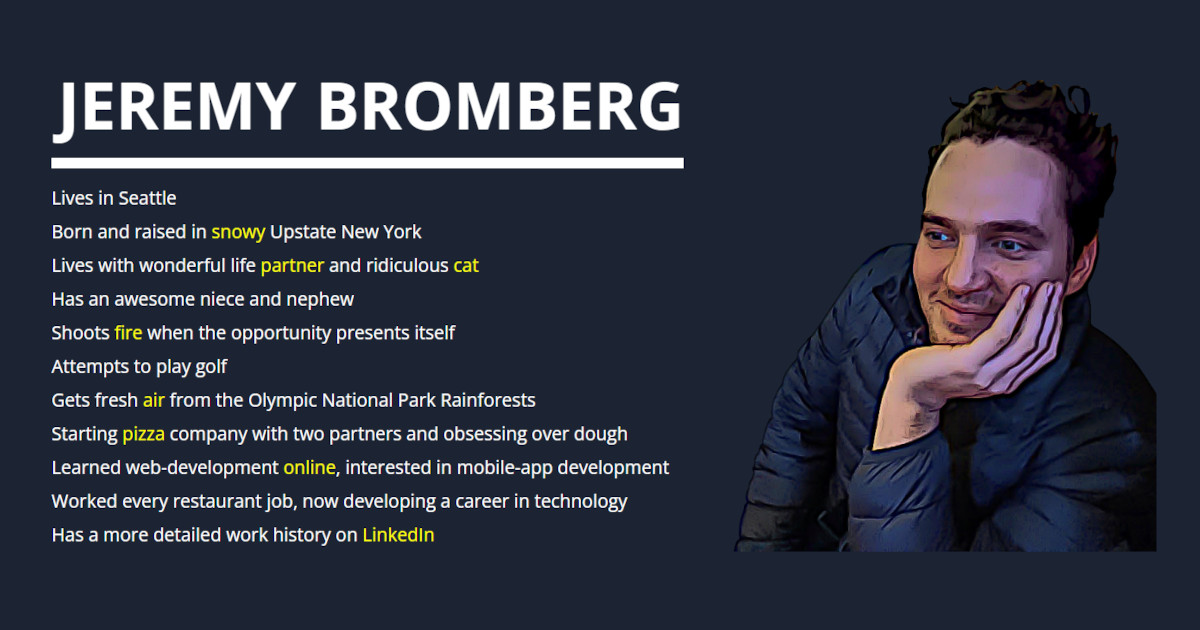 JEREMY BROMBERG
Lives in Seattle
Born and raised in snowy Upstate New York
Lives with wonderful life partner and ridiculous cat
Has an awesome niece and nephew
Shoots fire when the opportunity presents itself
Attempts to play golf
Gets fresh air from the Olympic National Park Rainforests
Starting pizza company with two partners and obsessing over dough
Learned web-development online, interested in mobile-app development
Worked every restaurant job, now developing a career in technology
Has a more detailed work history on LinkedIn